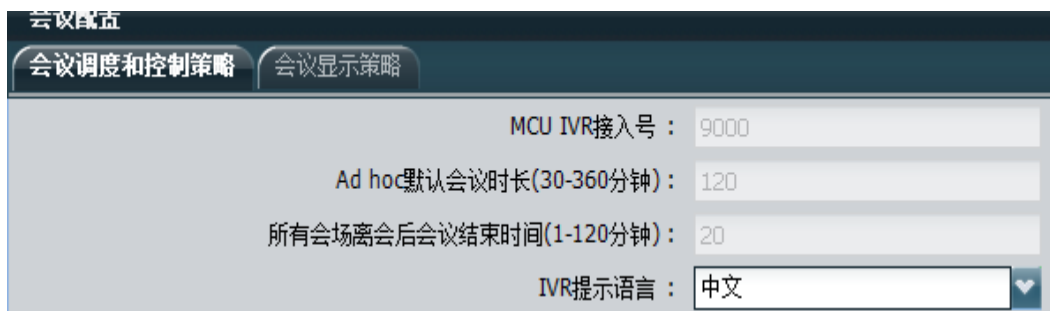 会议配置
会议调度和控制策略 会议显示策略
MCU IVR接入号： 9000
Ad hoc默认会议时长(30-360分钟)： 120
所有会场离会后会议结束时间(1-120分钟)： 20
IVR提示语言： 中文